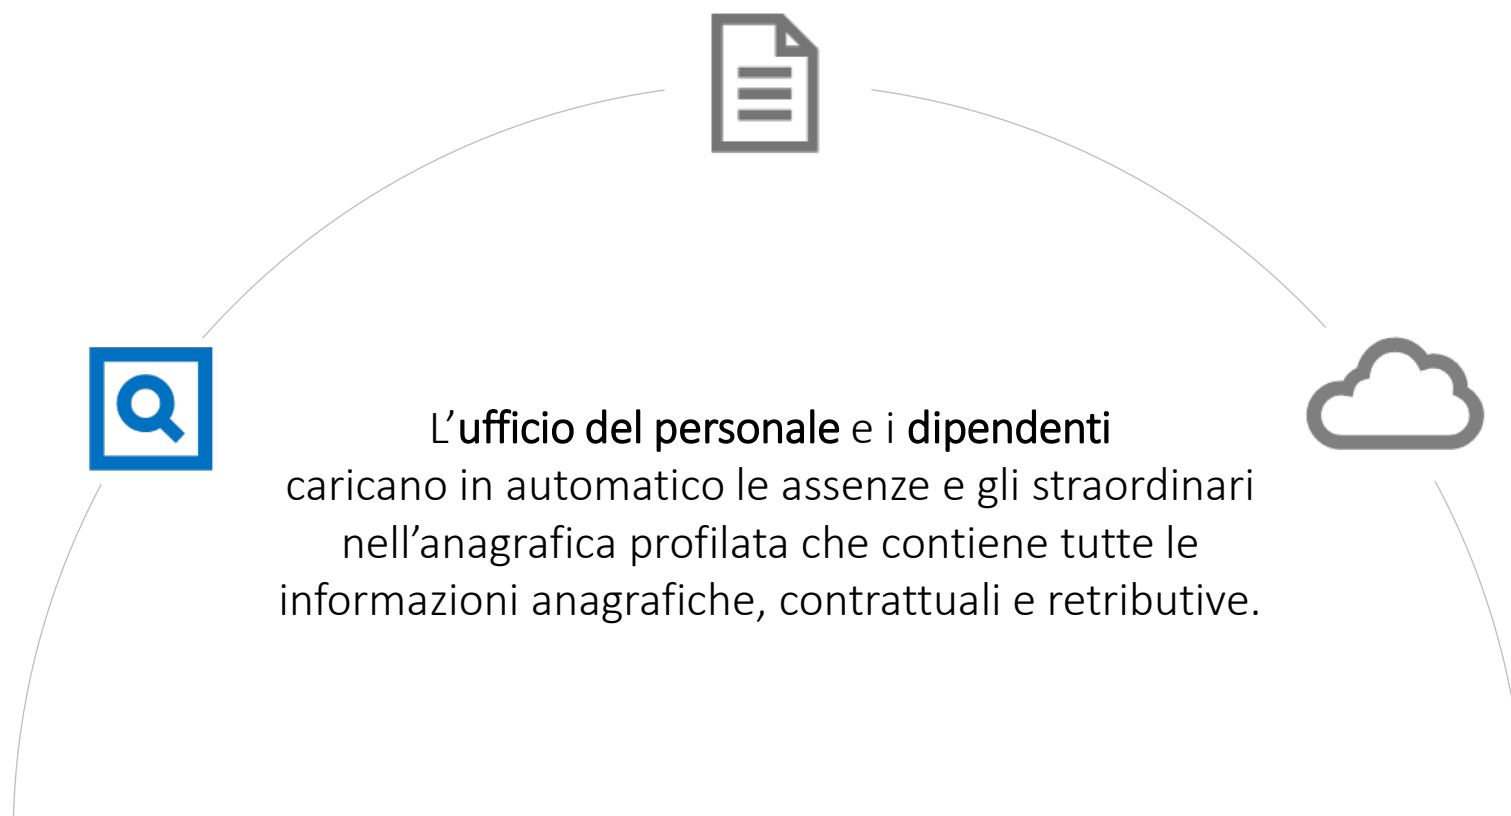 L’ufficio del personale e i dipendenti
caricano in automatico le assenze e gli straordinari
nell’anagrafica profilata che contiene tutte le
informazioni anagrafiche, contrattuali e retributive.